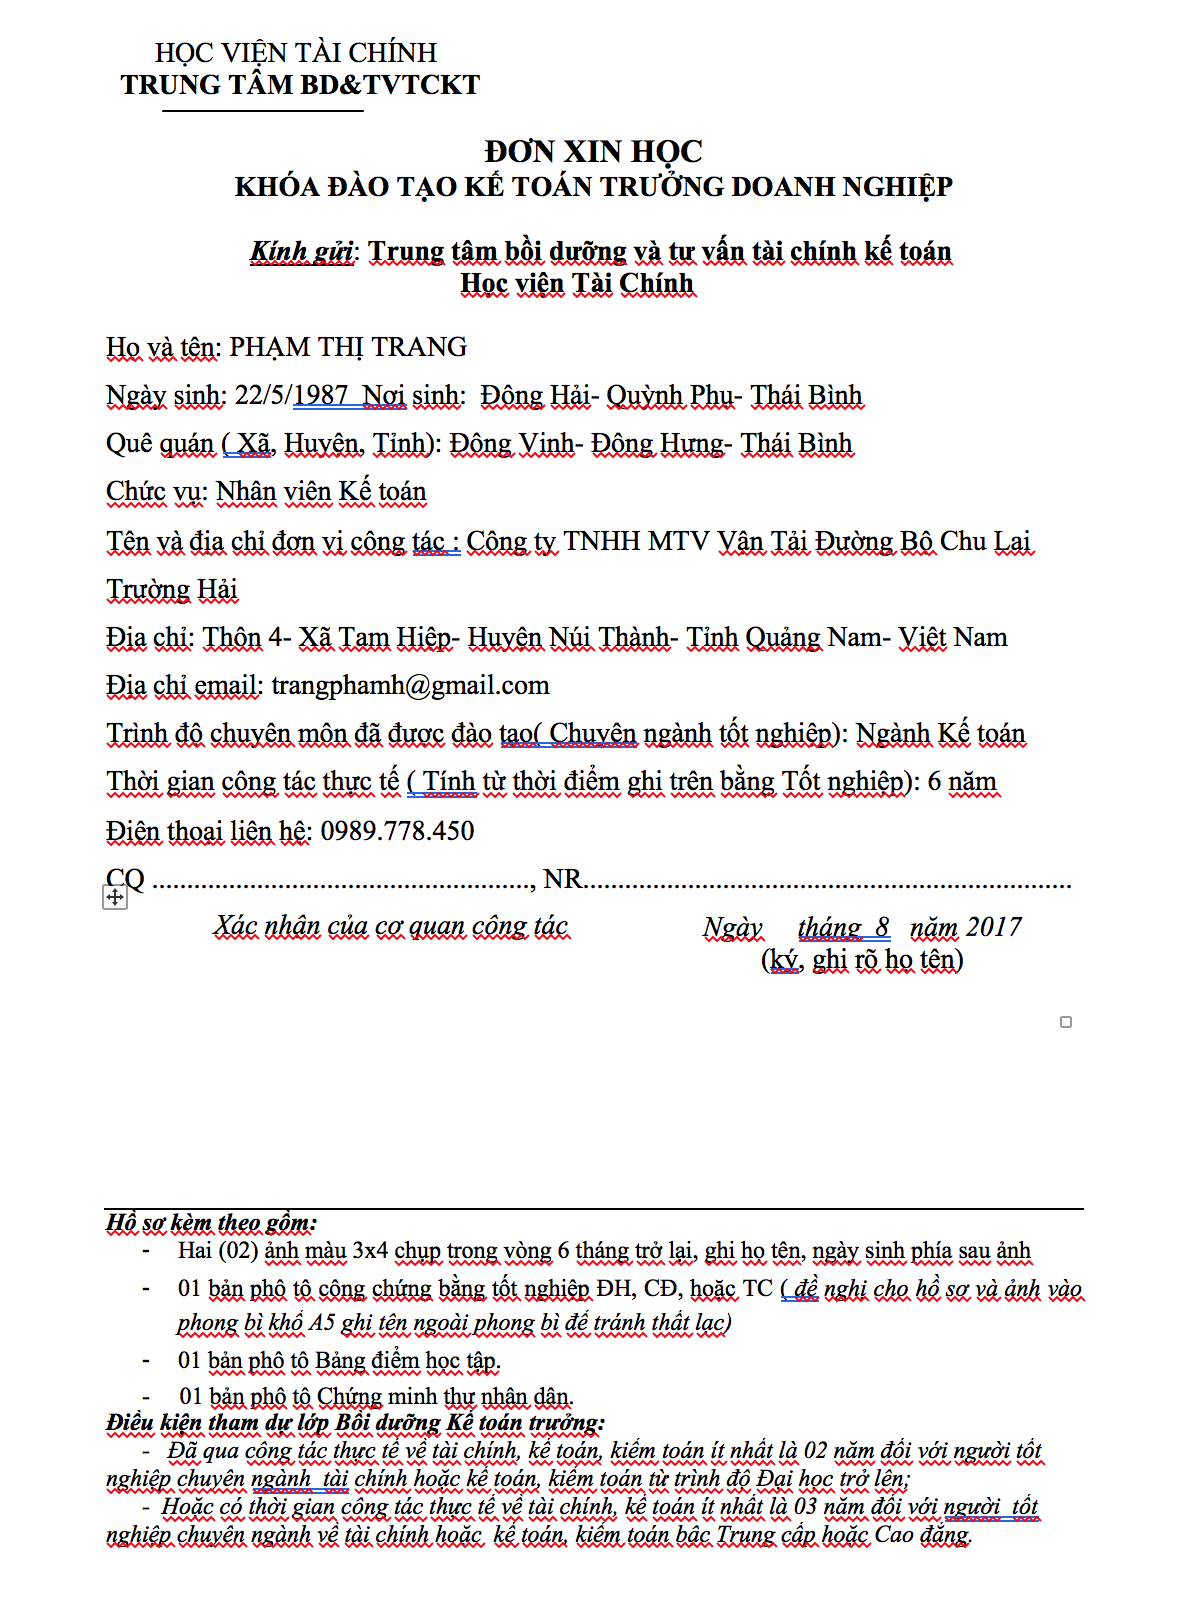 HỌC VIỆN TÀI CHÍNH
TRUNG TÂM BD&TVTCKT
ĐƠN XIN HỌC
KHÓA ĐÀO TẠO KẾ TOÁN TRƯỞNG DOANH NGHIỆP
Kính gửi: Trung tâm bồi dưỡng và tư vấn tài chính kế toán
Học viện Tài Chính
Họ và tên: PHẠM THỊ TRANG
Ngày sinh: 22/5/1987  Nơi sinh:  Đông Hải- Quỳnh Phụ- Thái Bình
Quê quán ( Xã, Huyện, Tỉnh): Đông Vinh- Đông Hưng- Thái Bình
Chức vụ: Nhân viên Kế toán
Tên và địa chỉ đơn vị công tác : Công ty TNHH MTV Vận Tải Đường Bộ Chu Lai
Trường Hải
Địa chỉ: Thôn 4- Xã Tam Hiệp- Huyện Núi Thành- Tỉnh Quảng Nam- Việt Nam
Địa chỉ email: trangphamh@gmail.com
Trình độ chuyên môn đã được đào tạo( Chuyên ngành tốt nghiệp): Ngành Kế toán
Thời gian công tác thực tế ( Tính từ thời điểm ghi trên bằng Tốt nghiệp): 6 năm
Điện thoại liên hệ: 0989.778.450
CQ ......................................................, NR......................................................................
Xác nhận của cơ quan công tác
Ngày     tháng  8   năm 2017
(ký, ghi rõ họ tên)
Hồ sơ kèm theo gồm:
- Hai (02) ảnh màu 3x4 chụp trong vòng 6 tháng trở lại, ghi họ tên, ngày sinh phía sau ảnh
- 01 bản phô tô công chứng bằng tốt nghiệp ĐH, CĐ, hoặc TC ( đề nghị cho hồ sơ và ảnh vào
phong bì khổ A5 ghi tên ngoài phong bì để tránh thất lạc)
- 01 bản phô tô Bảng điểm học tập.
- 01 bản phô tô Chứng minh thư nhân dân.
Điều kiện tham dự lớp Bồi dưỡng Kế toán trưởng:
- Đã qua công tác thực tế về tài chính, kế toán, kiểm toán ít nhất là 02 năm đối với người tốt
nghiệp chuyên ngành  tài chính hoặc kế toán, kiểm toán từ trình độ Đại học trở lên;
- Hoặc có thời gian công tác thực tế về tài chính, kế toán ít nhất là 03 năm đối với người  tốt
nghiệp chuyên ngành về tài chính hoặc  kế toán, kiểm toán bâc Trung cấp hoặc Cao đẳng.